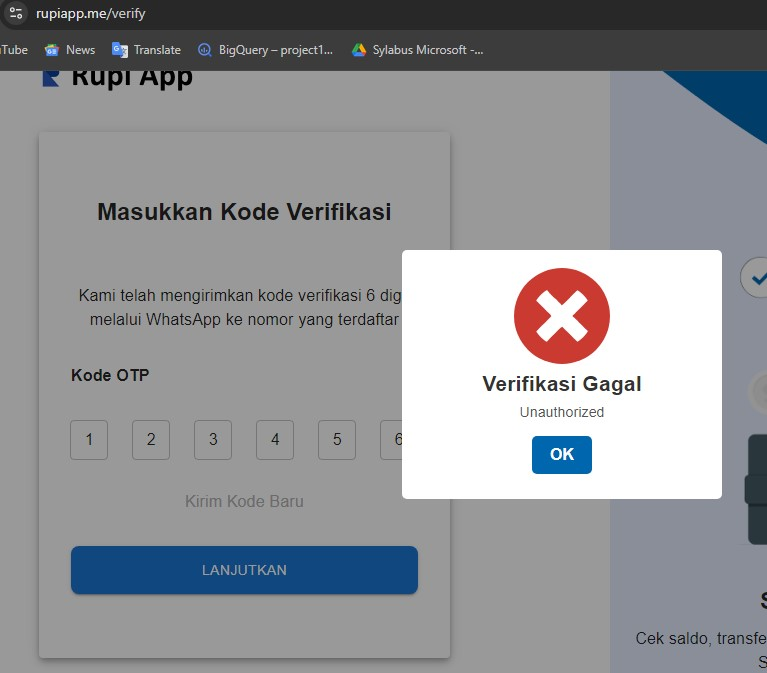 rupiapp.me/verify
uTube News Translate BigQuery – project1... Sylabus Microsoft -...
Rupi App
Masukkan Kode Verifikasi
Kami telah mengirimkan kode verifikasi 6 dig
melalui WhatsApp ke nomor yang terdaftar
Kode OTP
1 2 3 4 5 6
Kirim Kode Baru
LANJUTKAN
Verifikasi Gagal
Unauthorized
OK
S
Cek saldo, transfe
S